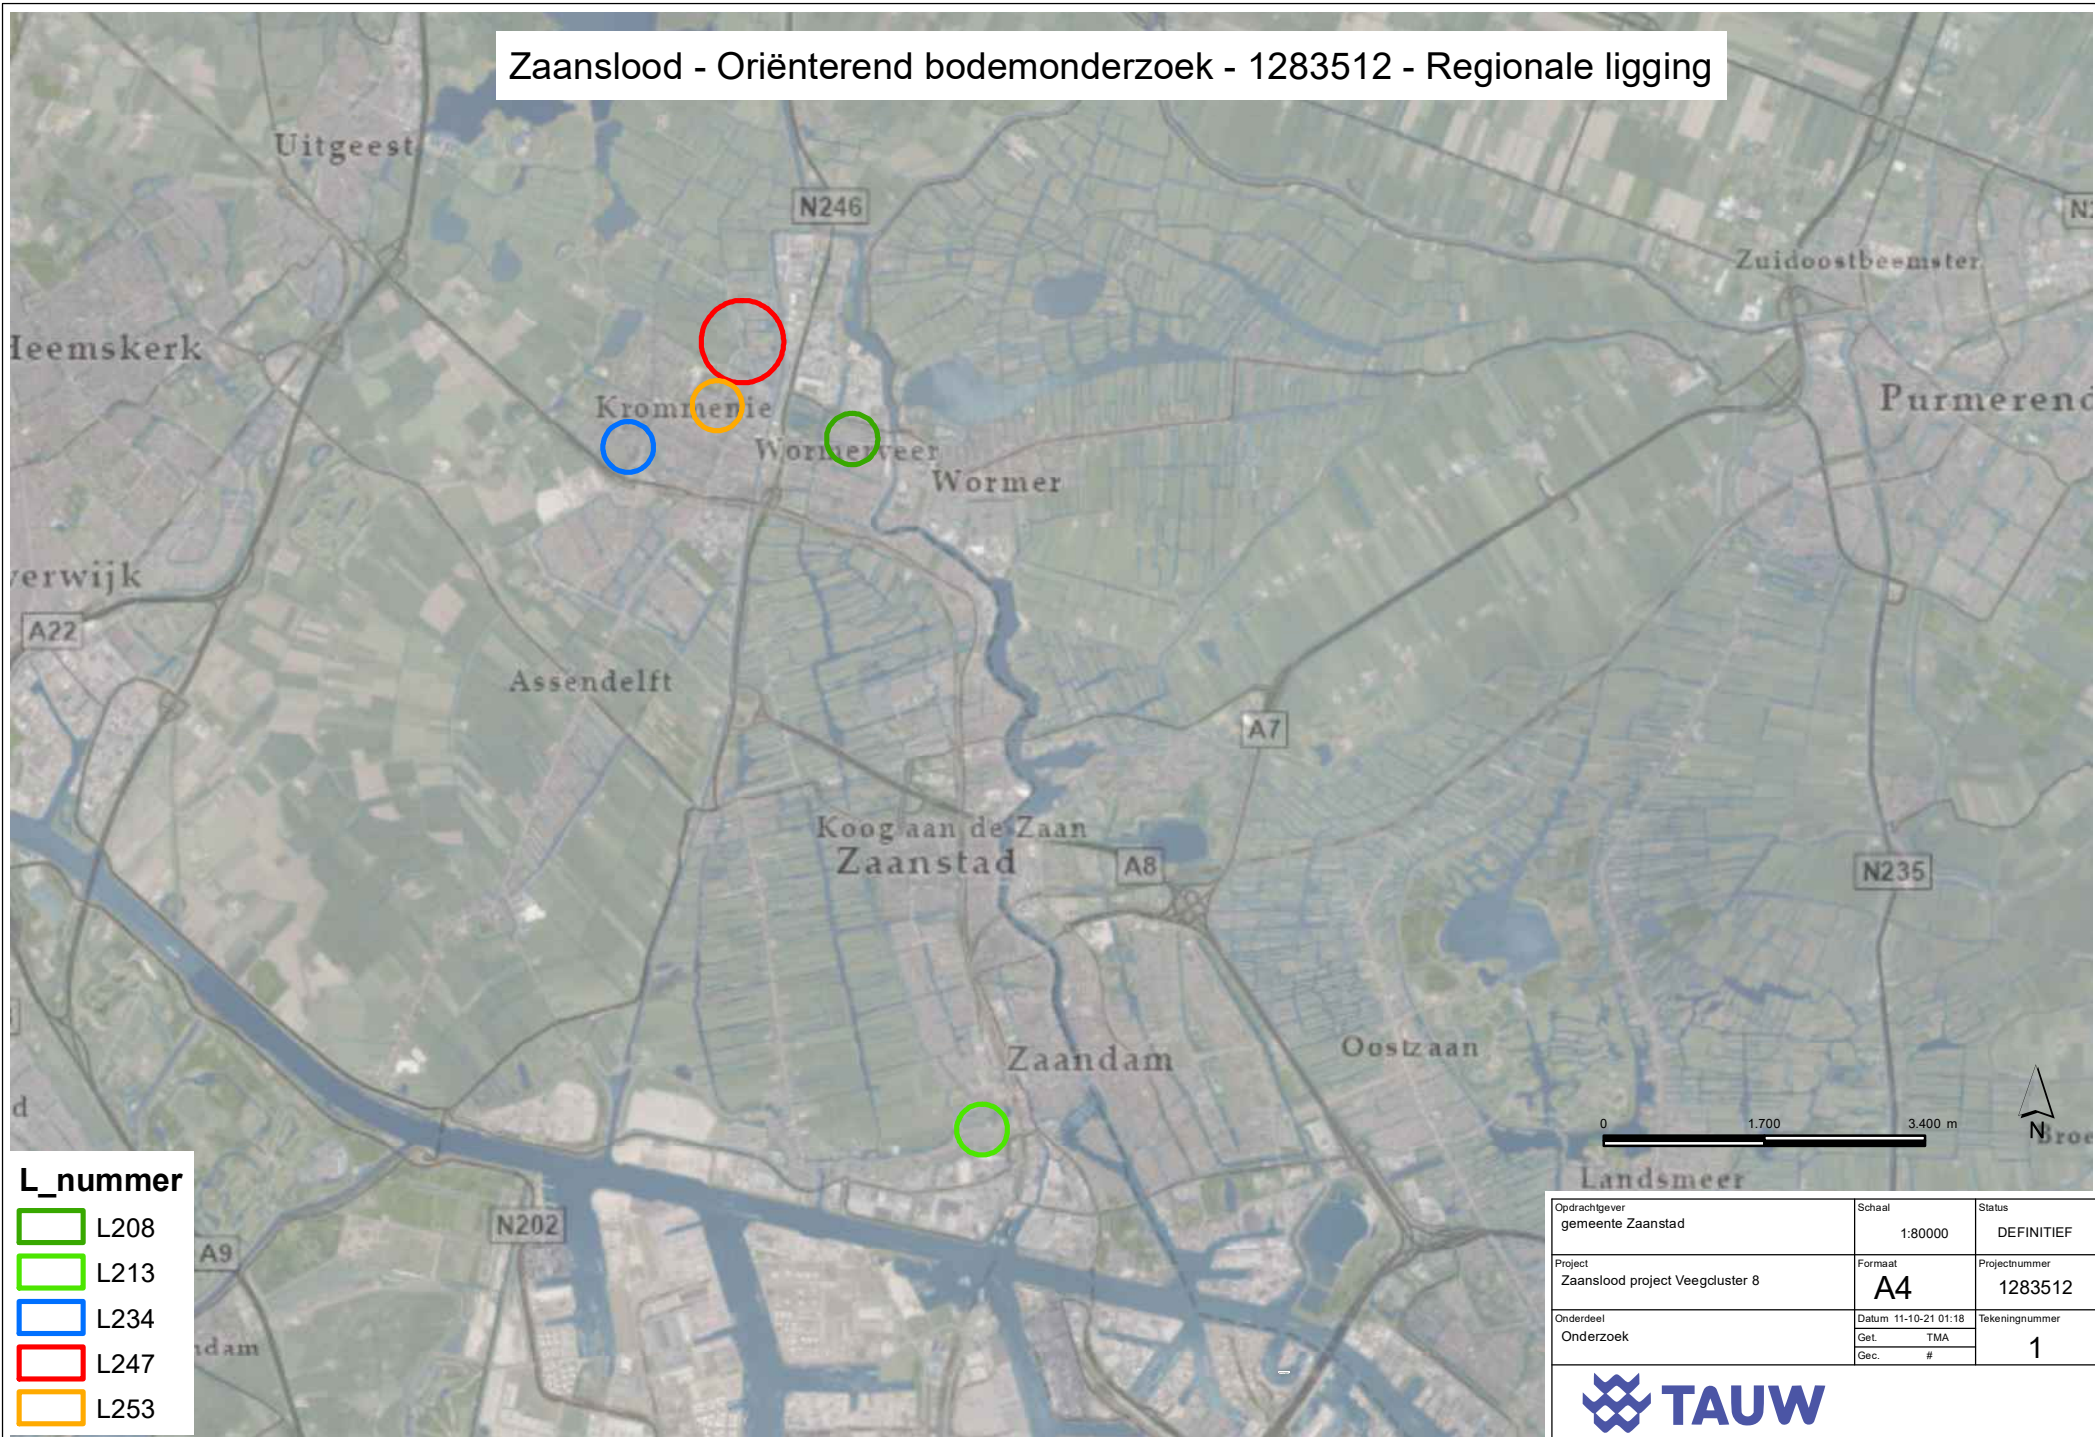 Zaanslood - Oriënterend bodemonderzoek - 1283512 - Regionale ligging
Uitgeest
N246
Zuidoostbeemster
Heemskerk
Krommenie
Purmerend
Wormerveer
Wormer
verwijk
A22
Assendelft
A7
Koog aan de Zaan
Zaanstad
A8
N235
Zaandam
Oostzaan
0 1.700 3.400 m
N
Broe
d
Landsmeer
N202
A9
dam
L_nummer
L208
L213
L234
L247
L253
Opdrachtgever
gemeente Zaanstad
Schaal
1:80000
Status
DEFINITIEF
Project
Zaanslood project Veegcluster 8
Formaat
A4
Projectnummer
1283512
Onderdeel
Onderzoek
Datum 11-10-21 01:18
Get. TMA
Gec. #
Tekeningnummer
1
TAUW